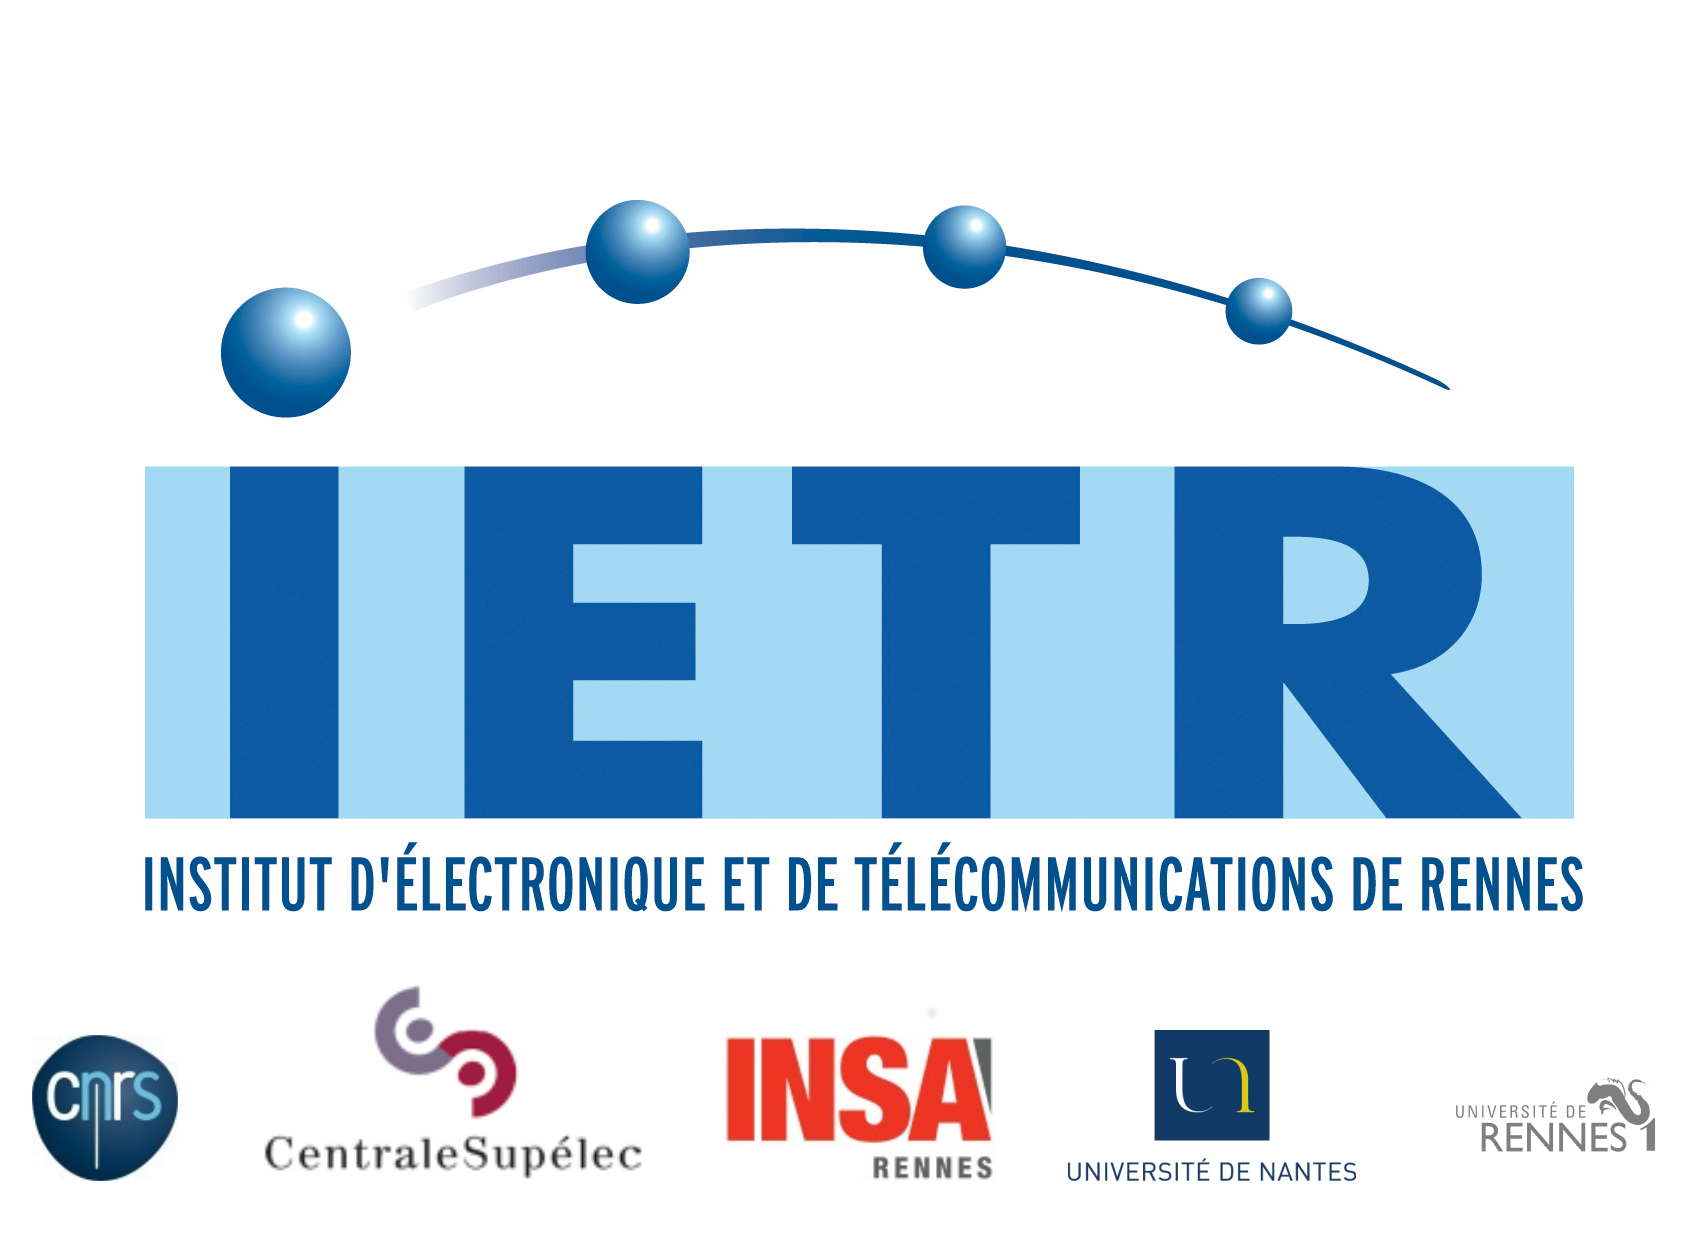 IETR
INSTITUT D'ÉLECTRONIQUE ET DE TÉLÉCOMMUNICATIONS DE RENNES
cnrs
CentraleSupélec
INSA
RENNES
UN
UNIVERSITÉ DE NANTES
UNIVERSITÉ DE
RENNES 1